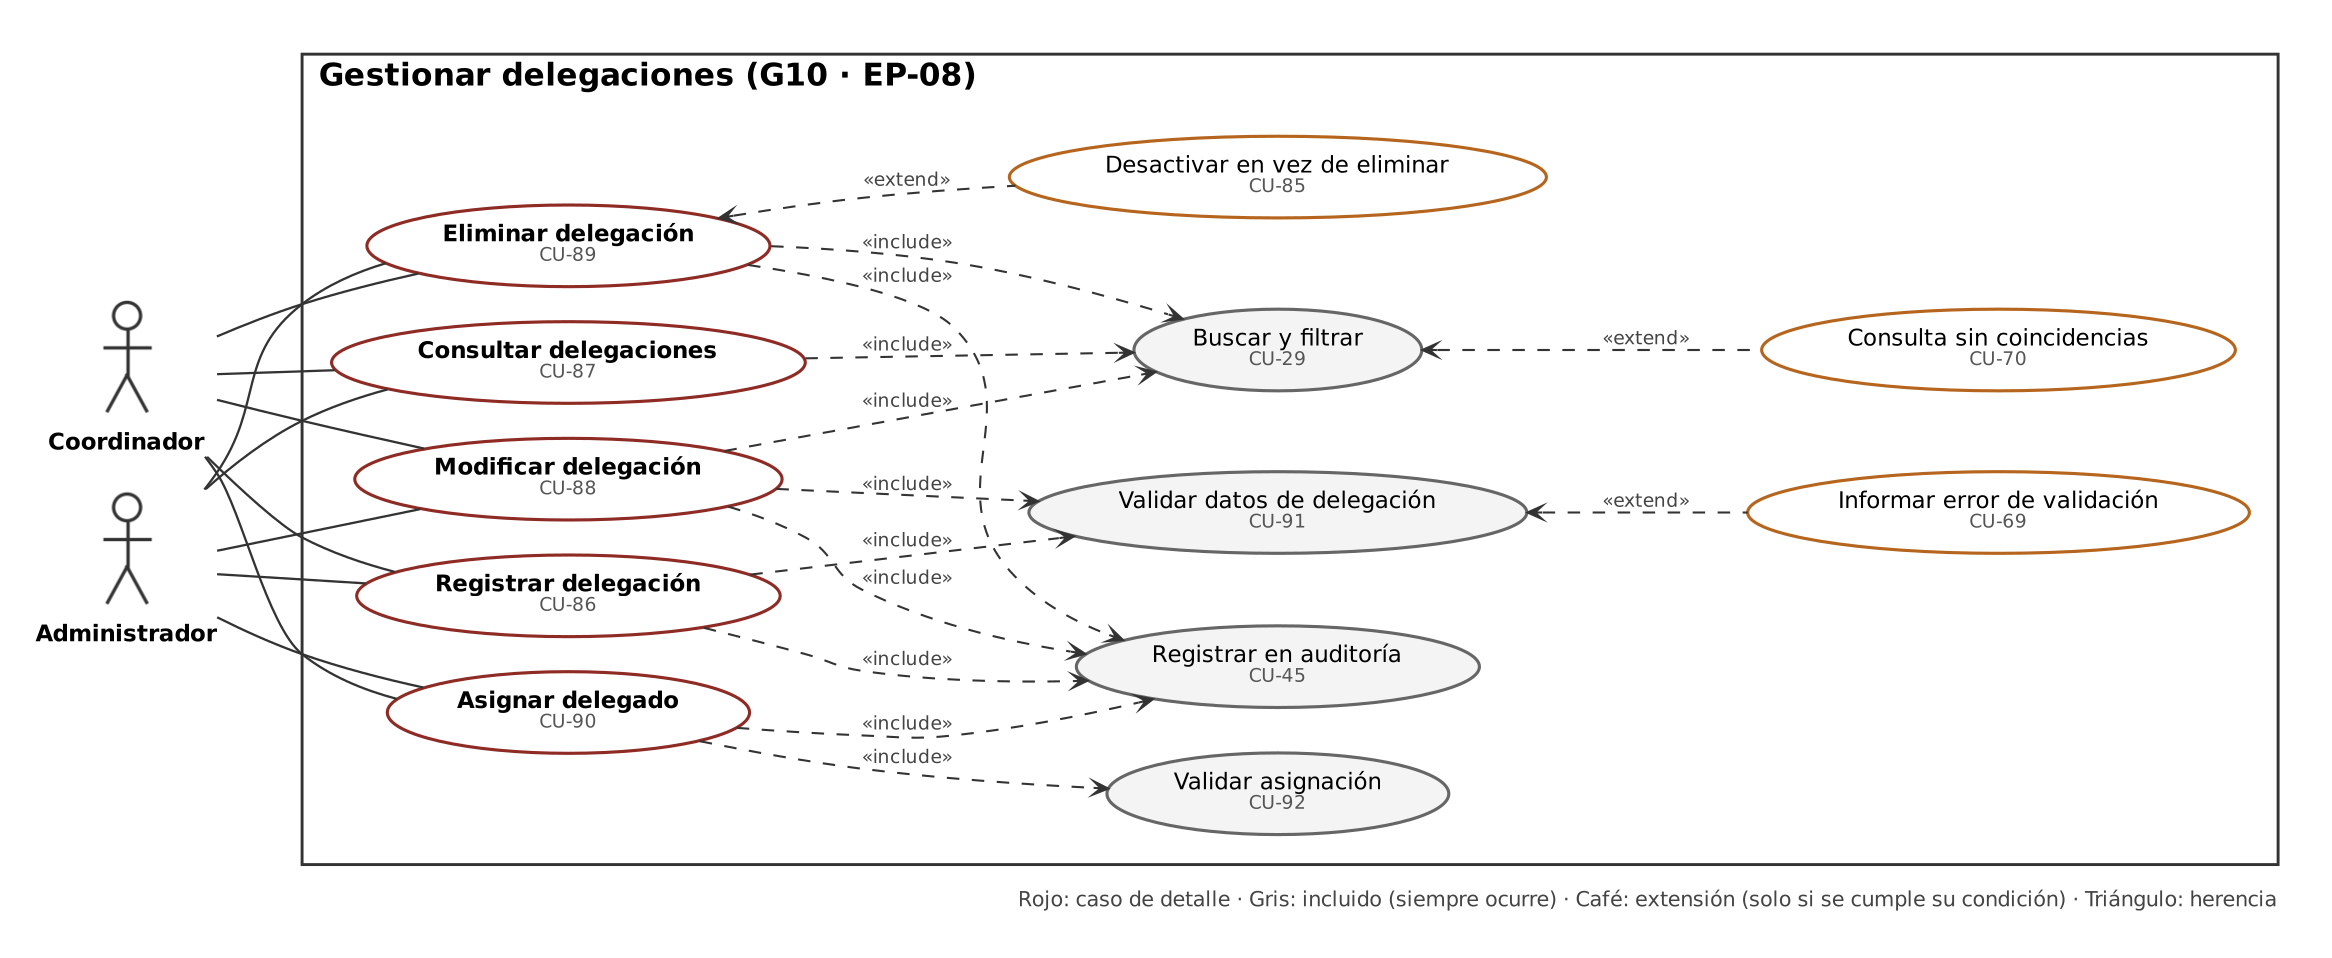 Gestionar delegaciones (G10 · EP-08)
Desactivar en vez de eliminar
CU-85
«extend»
Eliminar delegación
CU-89
«include»
«include»
Buscar y filtrar
CU-29
«extend»
Consulta sin coincidencias
CU-70
Consultar delegaciones
CU-87
«include»
«include»
Coordinador
Modificar delegación
CU-88
«include»
Validar datos de delegación
CU-91
«extend»
Informar error de validación
CU-69
«include»
«include»
Registrar delegación
CU-86
Administrador
«include»
Registrar en auditoría
CU-45
Asignar delegado
CU-90
«include»
«include»
Validar asignación
CU-92
Rojo: caso de detalle · Gris: incluido (siempre ocurre) · Café: extensión (solo si se cumple su condición) · Triángulo: herencia